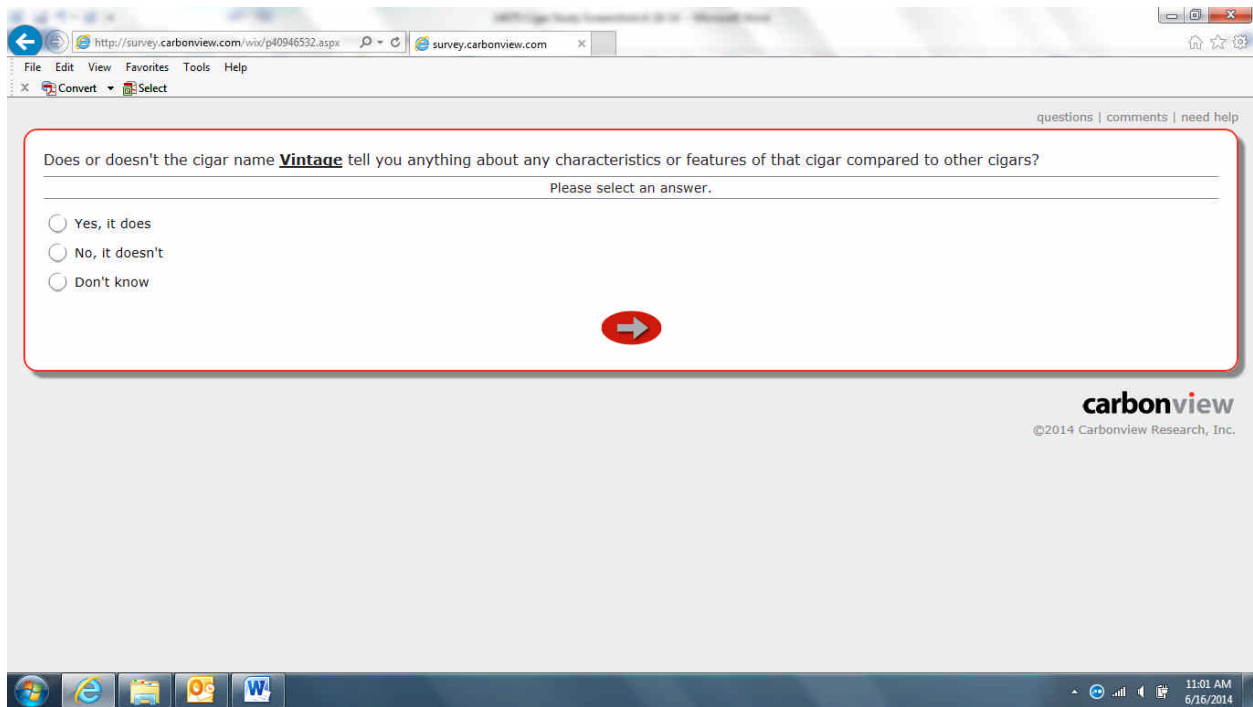 http://survey.carbonview.com/wix/p40946532.aspx
survey.carbonview.com
File Edit View Favorites Tools Help
Convert Select
questions | comments | need help
Does or doesn't the cigar name Vintage tell you anything about any characteristics or features of that cigar compared to other cigars?
Please select an answer.
Yes, it does
No, it doesn't
Don't know
carbonview
©2014 Carbonview Research, Inc.
11:01 AM
6/16/2014